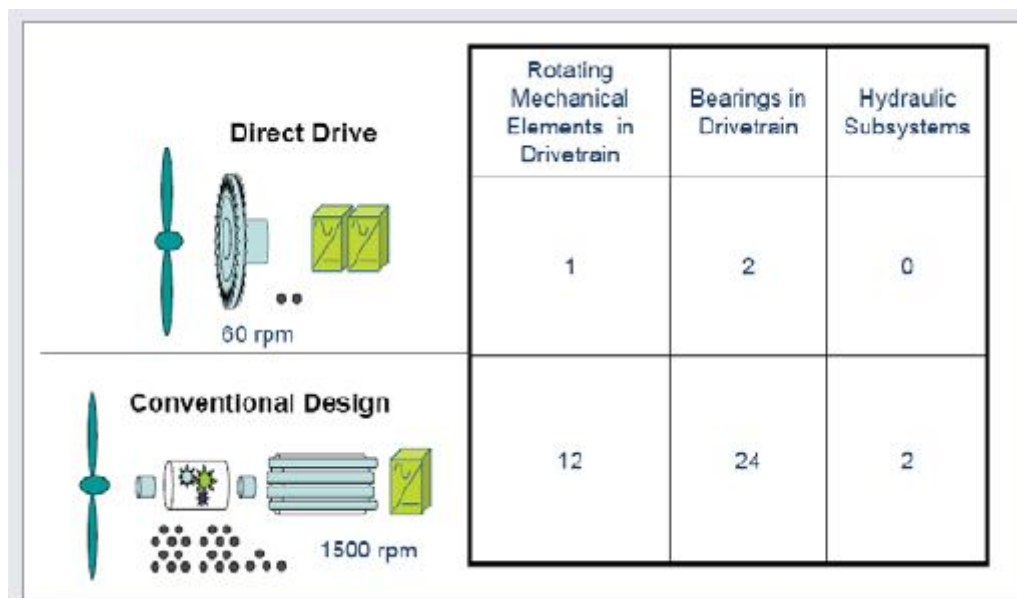 Rotating
Mechanical
Elements in
Drivetrain
Bearings in
Drivetrain
Hydraulic
Subsystems
Direct Drive
60 rpm
1
2
0
Conventional Design
1500 rpm
12
24
2